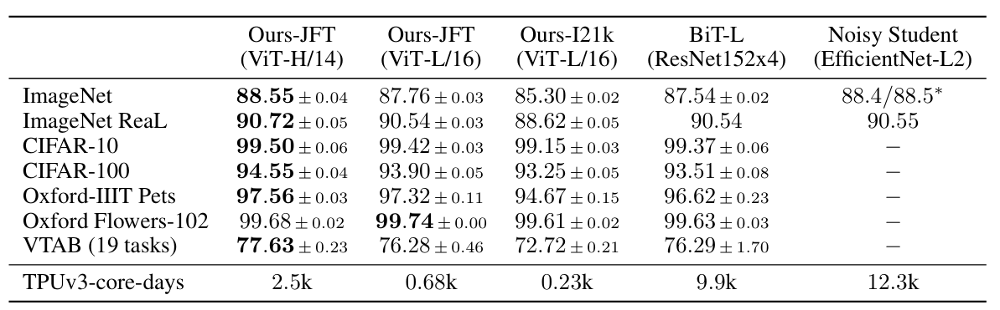 Ours-JFT Ours-JFT Ours-I21k BiT-L Noisy Student
(ViT-H/14) (ViT-L/16) (ViT-L/16) (ResNet152x4) (EfficientNet-L2)
ImageNet 88.55 ± 0.04 87.76 ± 0.03 85.30 ± 0.02 87.54 ± 0.02 88.4/88.5*
ImageNet ReaL 90.72 ± 0.05 90.54 ± 0.03 88.62 ± 0.05 90.54 90.55
CIFAR-10 99.50 ± 0.06 99.42 ± 0.03 99.15 ± 0.03 99.37 ± 0.06 −
CIFAR-100 94.55 ± 0.04 93.90 ± 0.05 93.25 ± 0.05 93.51 ± 0.08 −
Oxford-IIIT Pets 97.56 ± 0.03 97.32 ± 0.11 94.67 ± 0.15 96.62 ± 0.23 −
Oxford Flowers-102 99.68 ± 0.02 99.74 ± 0.00 99.61 ± 0.02 99.63 ± 0.03 −
VTAB (19 tasks) 77.63 ± 0.23 76.28 ± 0.46 72.72 ± 0.21 76.29 ± 1.70 −
TPUv3-core-days 2.5k 0.68k 0.23k 9.9k 12.3k